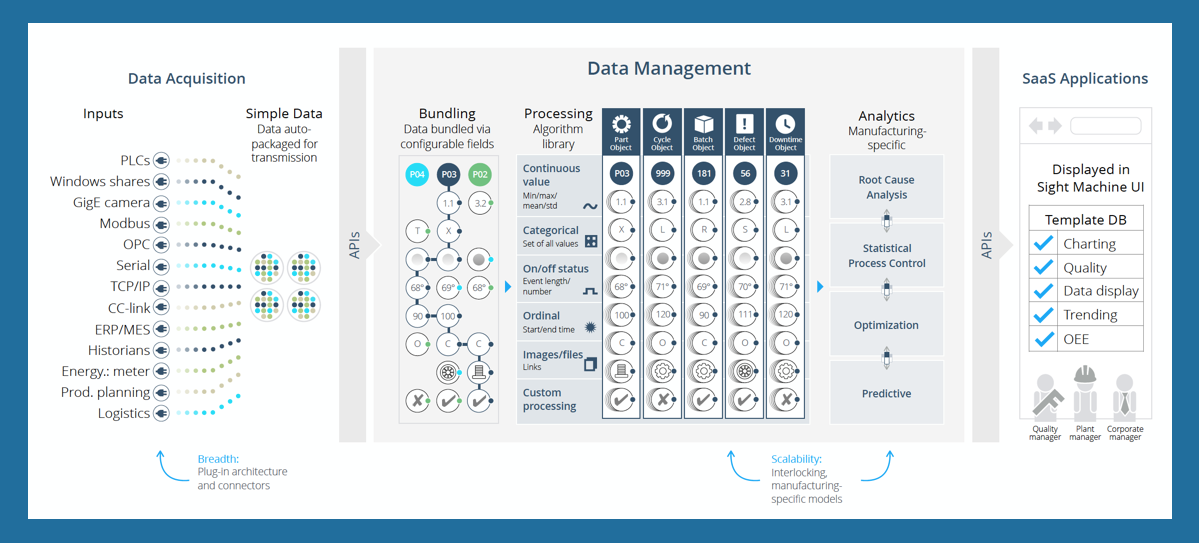 Data Acquisition
Inputs
PLCs
Windows shares
GigE camera
Modbus
OPC
Serial
TCP/IP
CC-link
ERP/MES
Historians
Energy.: meter
Prod. planning
Logistics
Simple Data
Data auto-
packaged for
transmission
Breadth:
Plug-in architecture
and connectors
APIs
Data Management
Bundling
Data bundled via
configurable fields
P04 P03 P02
1.1 3.2
T X
68° 69° 68°
90 100
O C C
Processing
Algorithm
library
Continuous
value
Min/max/
mean/std
Categorical
Set of all values
On/off status
Event length/
number
Ordinal
Start/end time
Images/files
Links
Custom
processing
Part
Object
P03
1.1
X
68°
100
C
Cycle
Object
999
3.1
L
71°
120
O
Batch
Object
181
1.1
R
69°
90
C
Defect
Object
56
2.8
S
70°
111
C
Downtime
Object
31
3.1
L
71°
120
O
Analytics
Manufacturing-
specific
Root Cause
Analysis
Statistical
Process Control
Optimization
Predictive
Scalability:
Interlocking,
manufacturing-
specific models
APIs
SaaS Applications
Displayed in
Sight Machine UI
Template DB
Charting
Quality
Data display
Trending
OEE
Quality
manager
Plant
manager
Corporate
manager